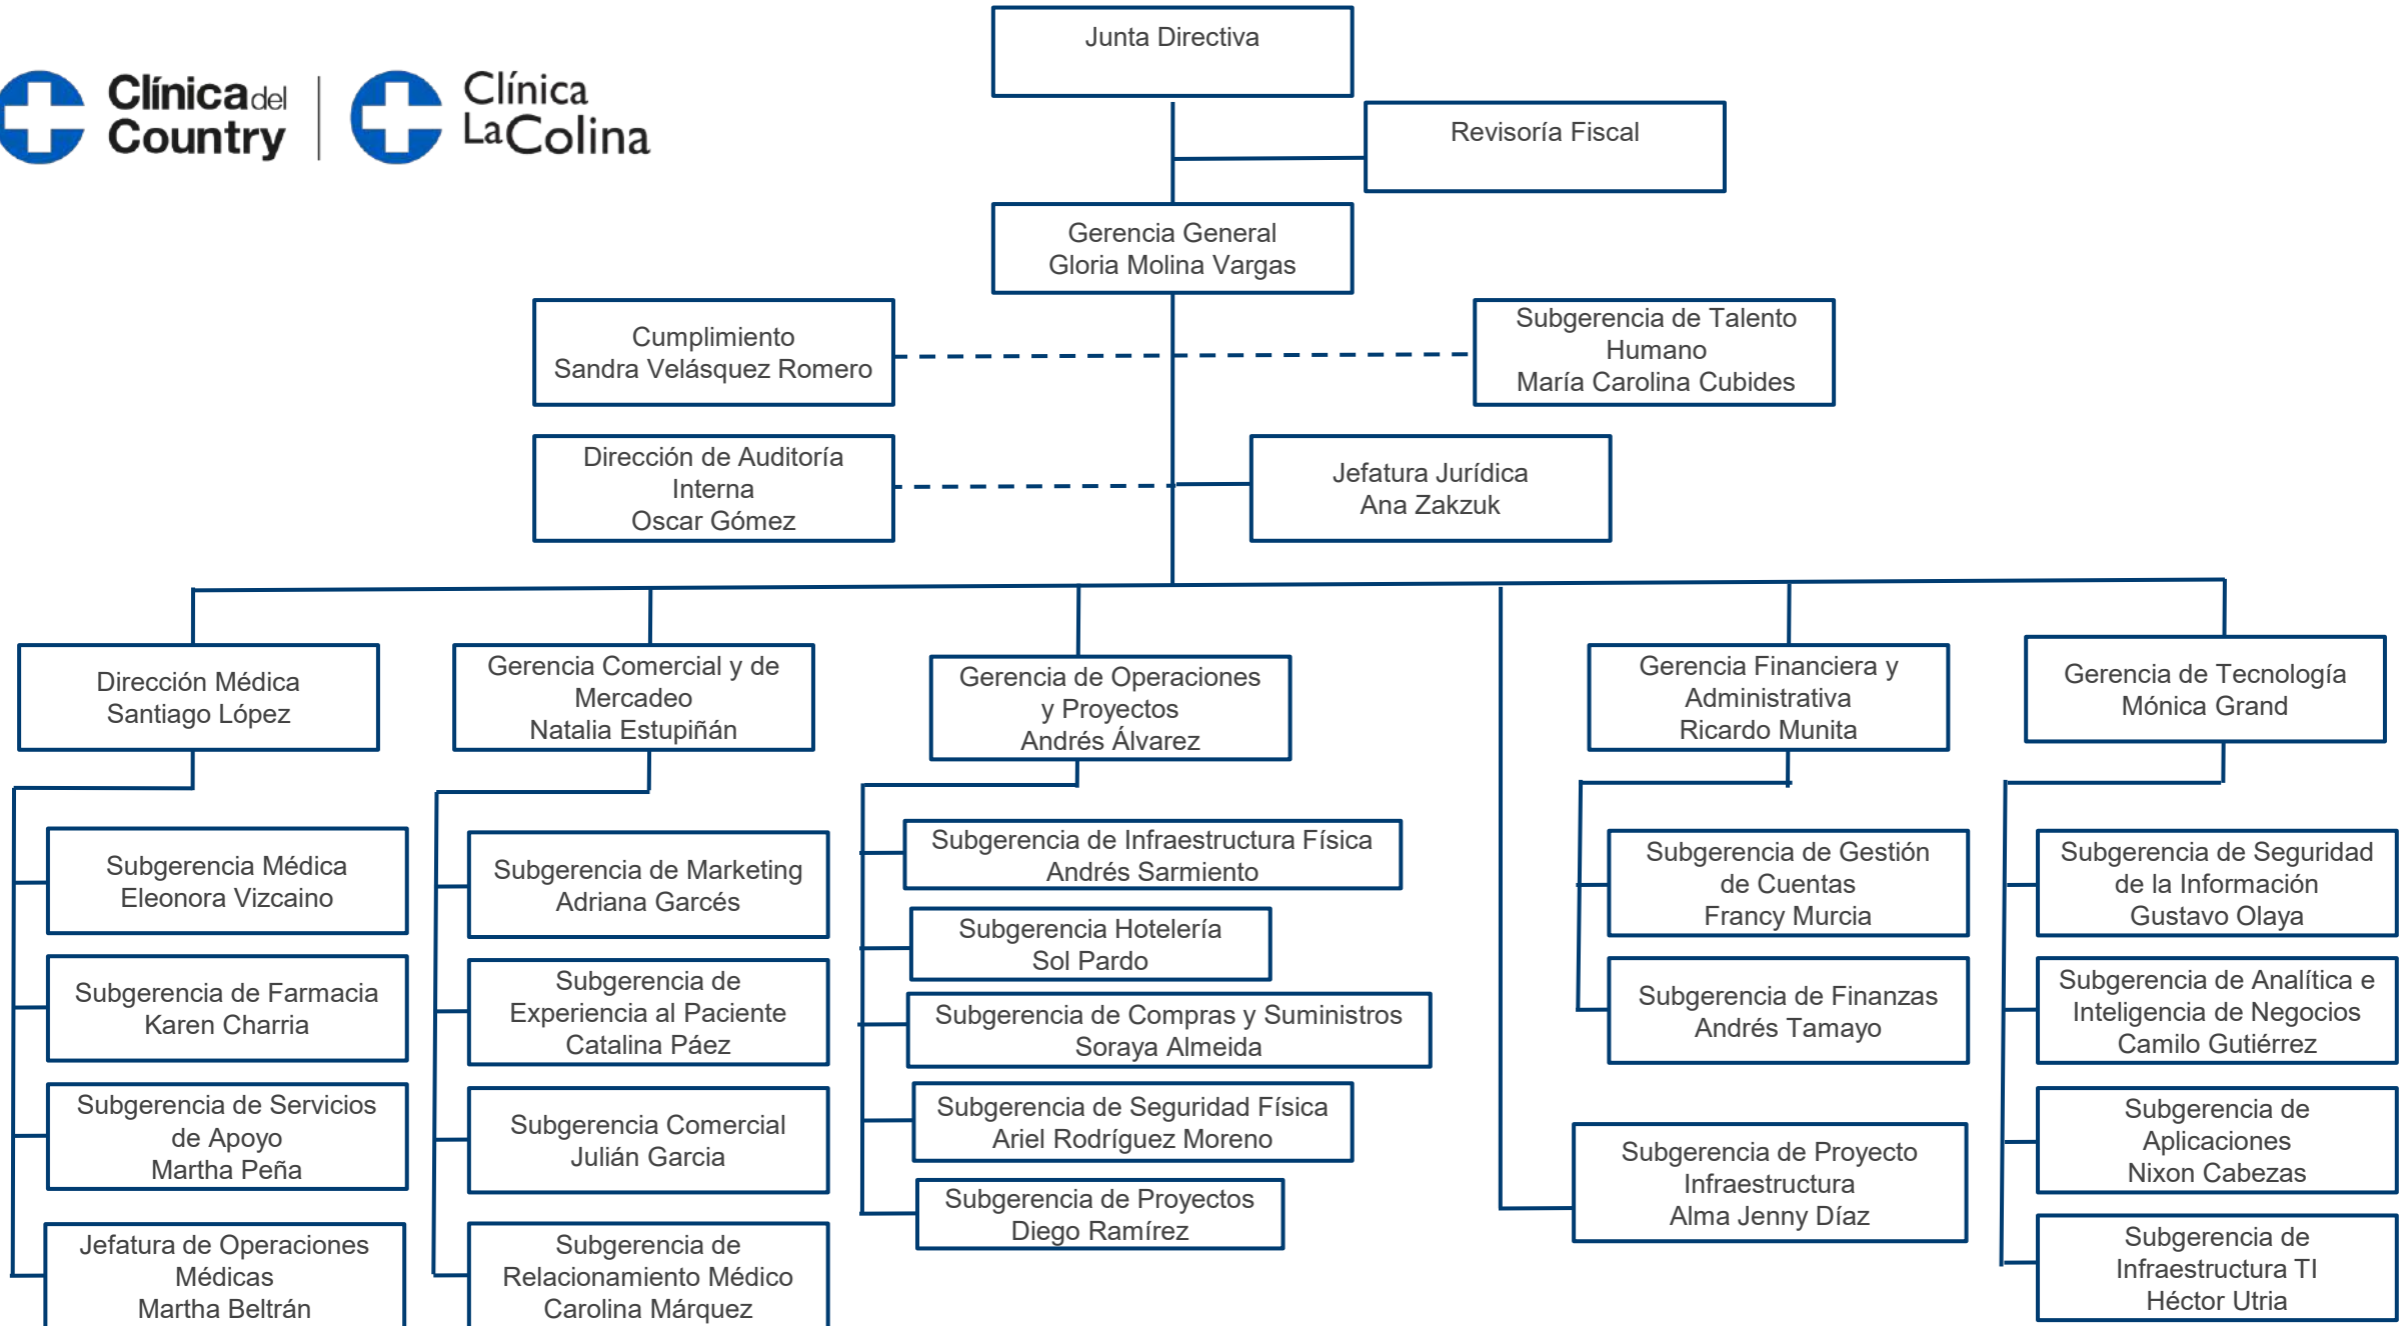 Junta Directiva
Clínica del
Country
Clínica
La Colina
Revisoría Fiscal
Gerencia General
Gloria Molina Vargas
Cumplimiento
Sandra Velásquez Romero
Subgerencia de Talento
Humano
María Carolina Cubides
Dirección de Auditoría
Interna
Oscar Gómez
Jefatura Jurídica
Ana Zakzuk
Dirección Médica
Santiago López
Gerencia Comercial y de
Mercadeo
Natalia Estupiñán
Gerencia de Operaciones
y Proyectos
Andrés Álvarez
Gerencia Financiera y
Administrativa
Ricardo Munita
Gerencia de Tecnología
Mónica Grand
Subgerencia Médica
Eleonora Vizcaino
Subgerencia de Farmacia
Karen Charria
Subgerencia de Servicios
de Apoyo
Martha Peña
Jefatura de Operaciones
Médicas
Martha Beltrán
Subgerencia de Marketing
Adriana Garcés
Subgerencia de
Experiencia al Paciente
Catalina Páez
Subgerencia Comercial
Julián Garcia
Subgerencia de
Relacionamiento Médico
Carolina Márquez
Subgerencia de Infraestructura Física
Andrés Sarmiento
Subgerencia Hotelería
Sol Pardo
Subgerencia de Compras y Suministros
Soraya Almeida
Subgerencia de Seguridad Física
Ariel Rodríguez Moreno
Subgerencia de Proyectos
Diego Ramírez
Subgerencia de Gestión
de Cuentas
Francy Murcia
Subgerencia de Finanzas
Andrés Tamayo
Subgerencia de Proyecto
Infraestructura
Alma Jenny Díaz
Subgerencia de Seguridad
de la Información
Gustavo Olaya
Subgerencia de Analítica e
Inteligencia de Negocios
Camilo Gutiérrez
Subgerencia de
Aplicaciones
Nixon Cabezas
Subgerencia de
Infraestructura TI
Héctor Utria